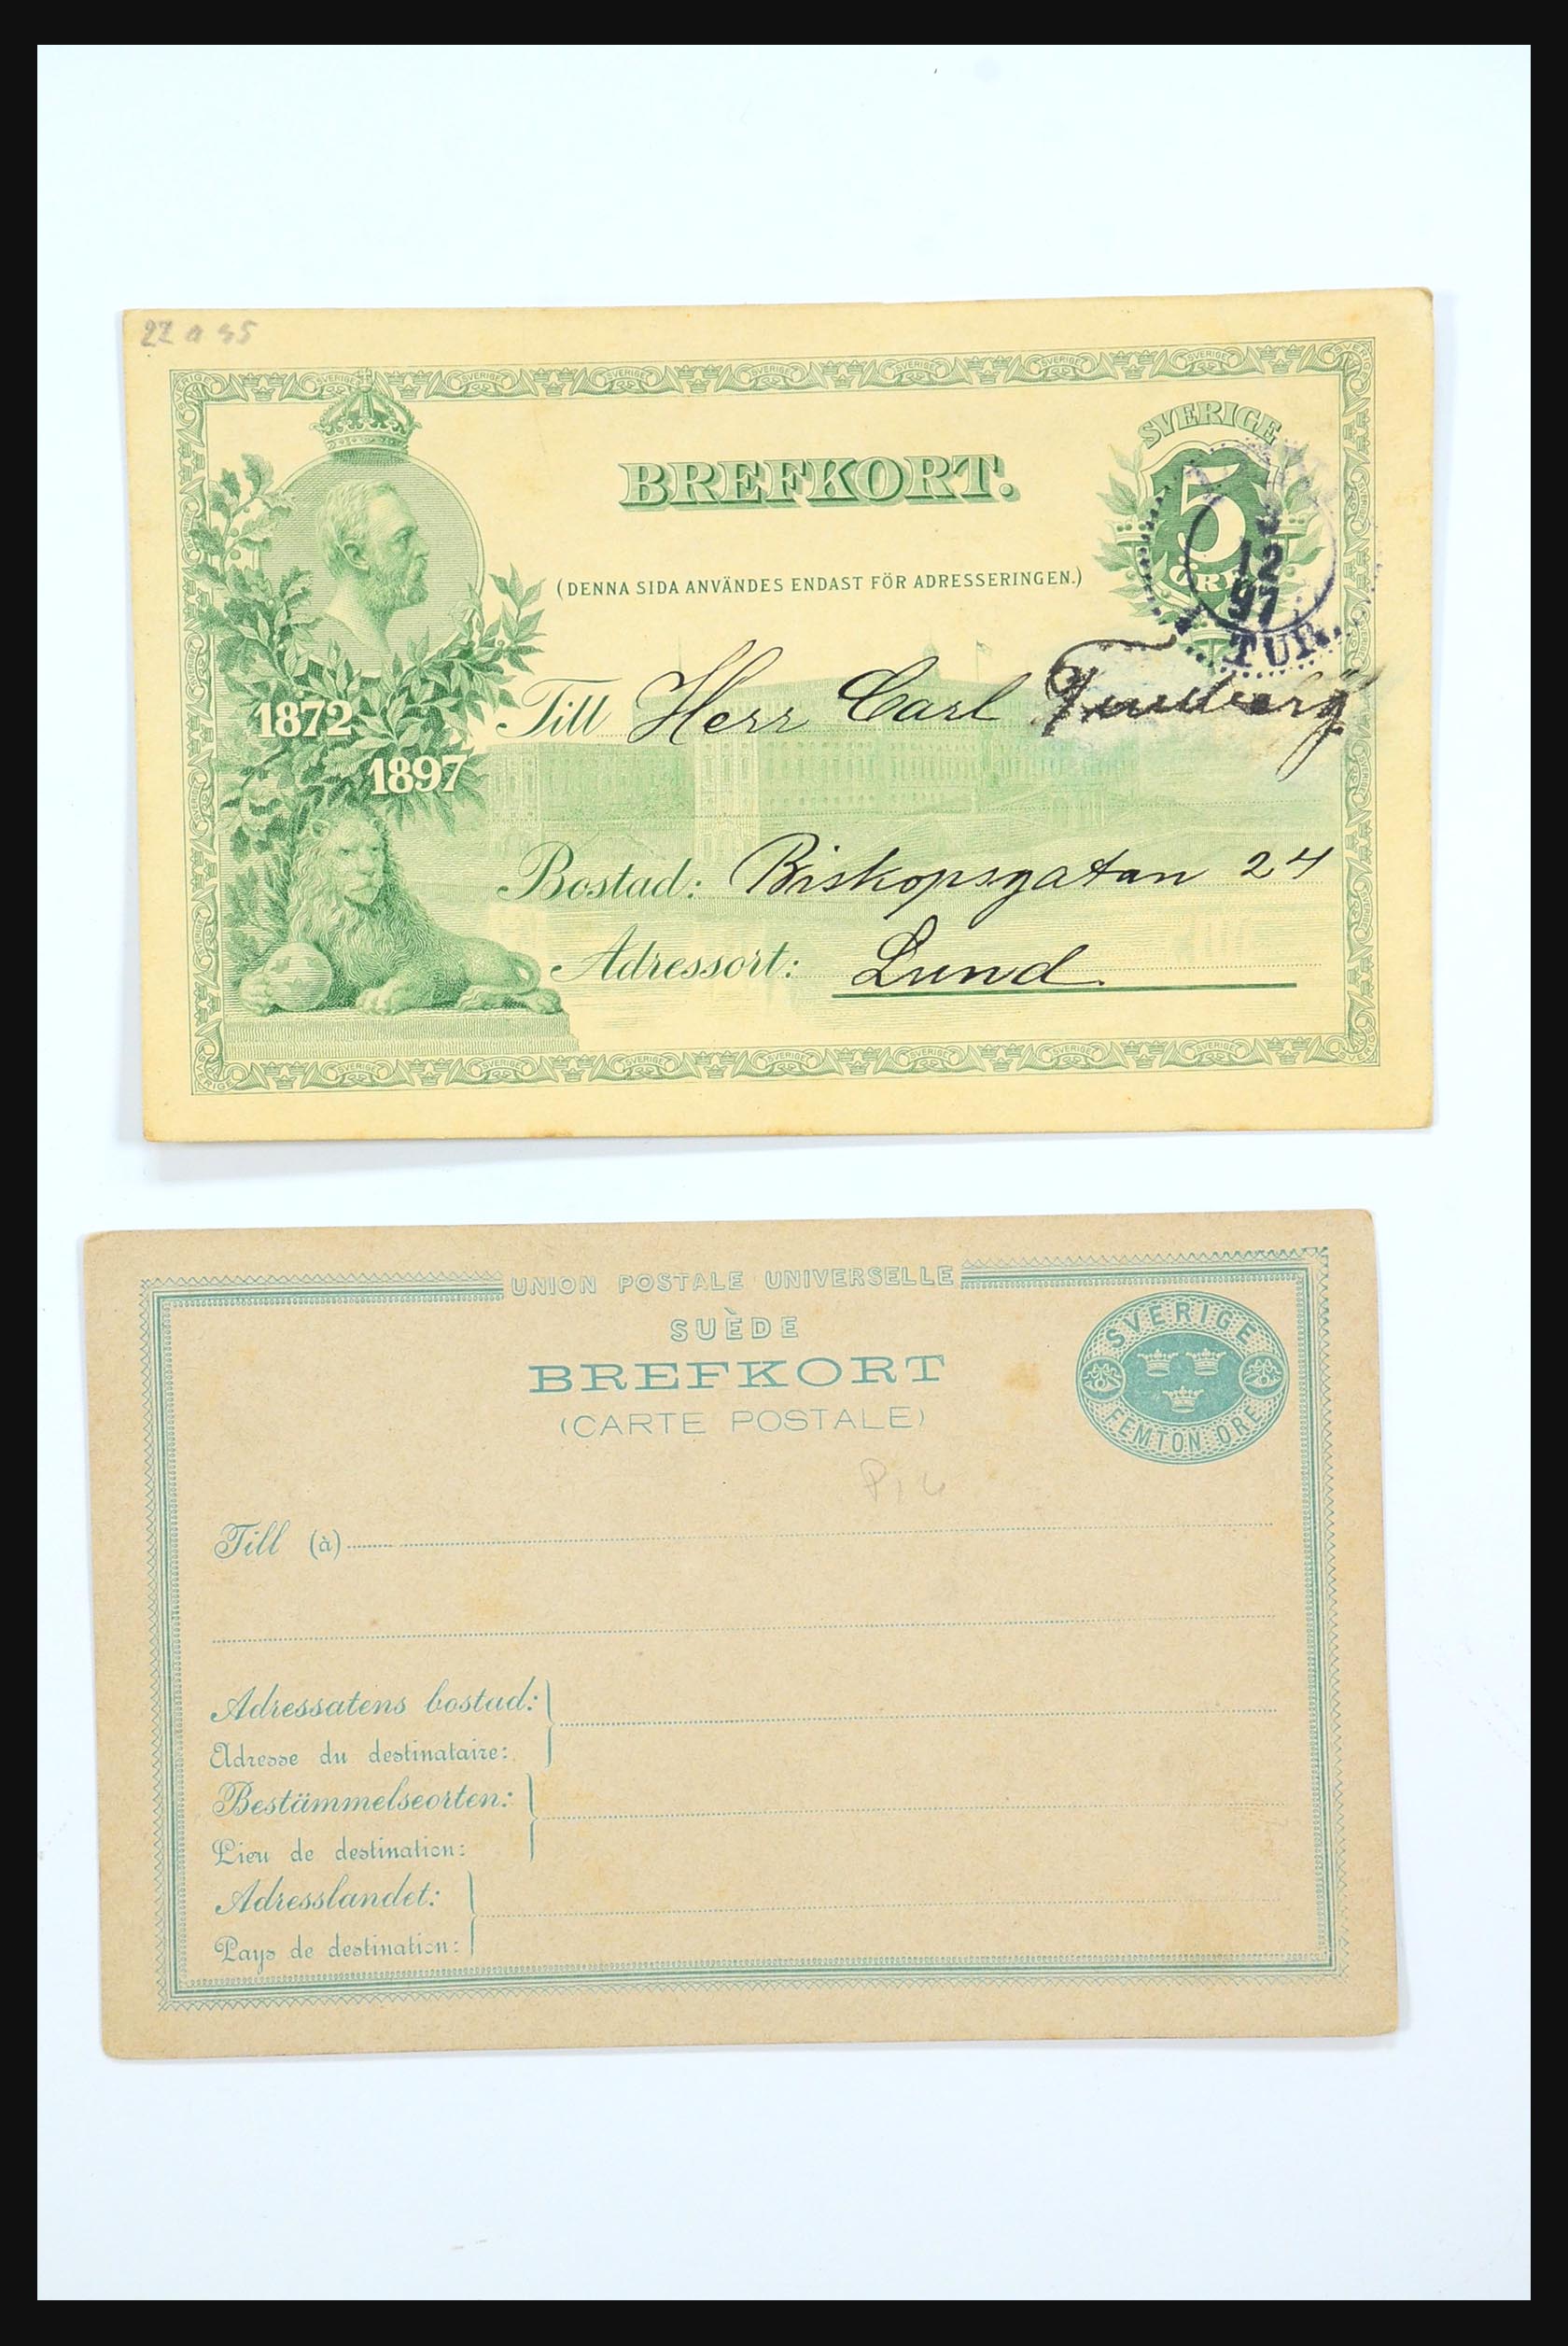 SVERIGE
BREFKORT.
5
ÖRE
12
97
TUR.
(DENNA SIDA ANVÄNDES ENDAST FÖR ADRESSERINGEN.)
1872
1897
Till Herr Carl
Bostad: Biskopsgatan 24
Adressort: Lund
UNION POSTALE UNIVERSELLE
SUÈDE
BREFKORT
(CARTE POSTALE)
SVERIGE
FEMTON ÖRE
Till (à)
Adressatens bostad:
Adresse du destinataire:
Bestämmelseorten:
Lieu de destination:
Adresslandet:
Pays de destination: